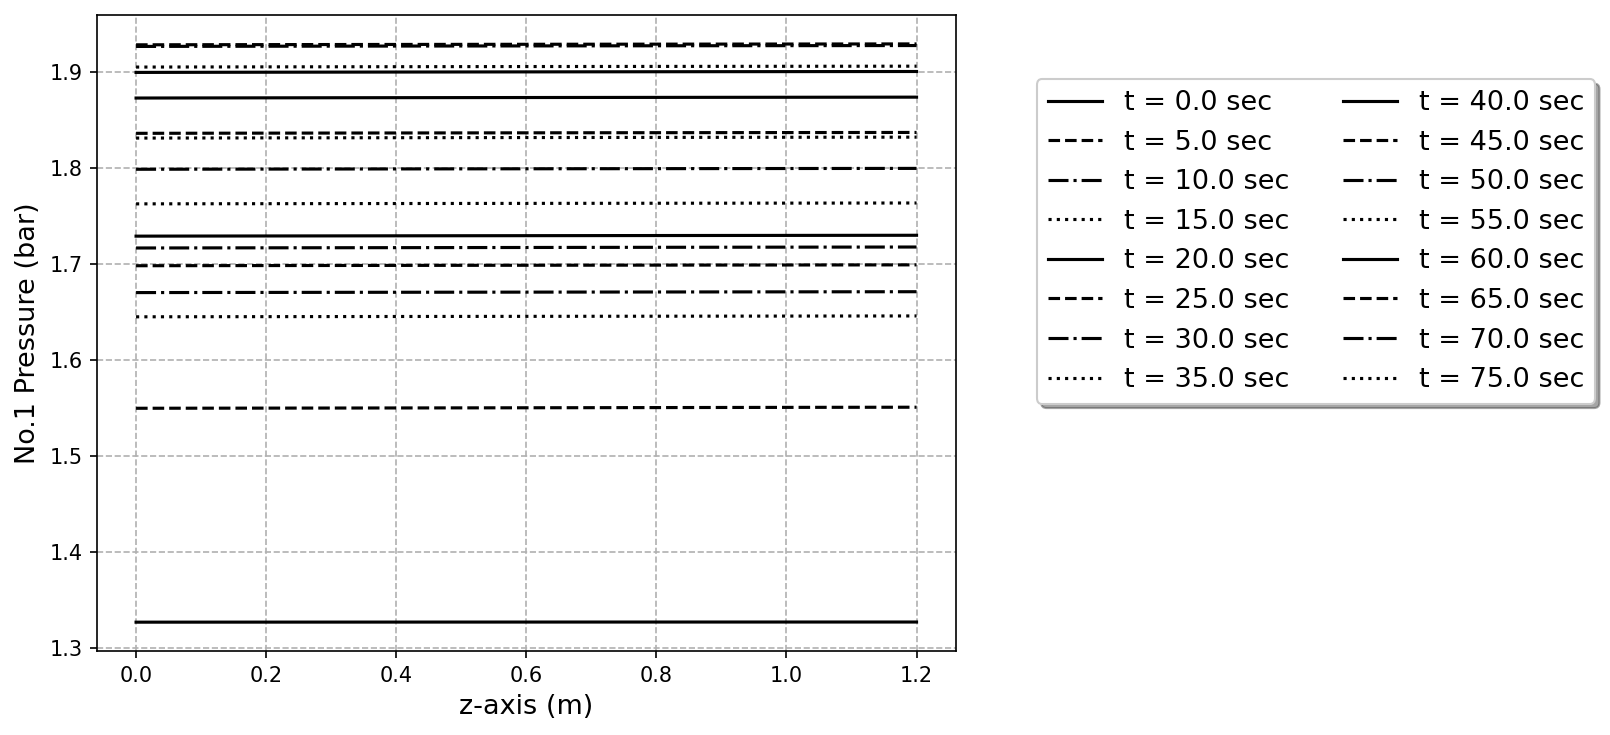 No.1 Pressure (bar)
1.9
1.8
1.7
1.6
1.5
1.4
1.3
0.0 0.2 0.4 0.6 0.8 1.0 1.2
z-axis (m)
t = 0.0 sec
t = 5.0 sec
t = 10.0 sec
t = 15.0 sec
t = 20.0 sec
t = 25.0 sec
t = 30.0 sec
t = 35.0 sec
t = 40.0 sec
t = 45.0 sec
t = 50.0 sec
t = 55.0 sec
t = 60.0 sec
t = 65.0 sec
t = 70.0 sec
t = 75.0 sec